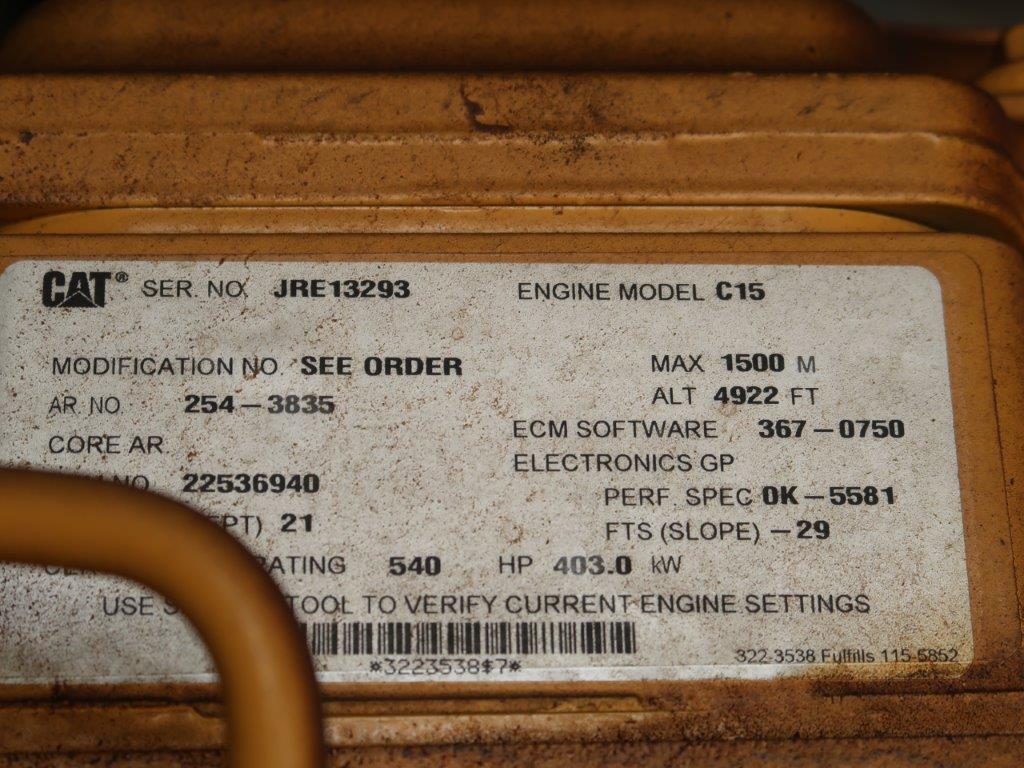 CAT® SER. NO. JRE13293 ENGINE MODEL C15
MODIFICATION NO. SEE ORDER MAX 1500 M
AR. NO. 254-3835 ALT 4922 FT
CORE AR ECM SOFTWARE 367-0750
ELECTRONICS GP
NO. 22536940 PERF. SPEC 0K-5581
21 FTS (SLOPE) -29
540 HP 403.0 kW
USE TOOL TO VERIFY CURRENT ENGINE SETTINGS
*3223538$7*
322-3538 Fulfills 115-5852